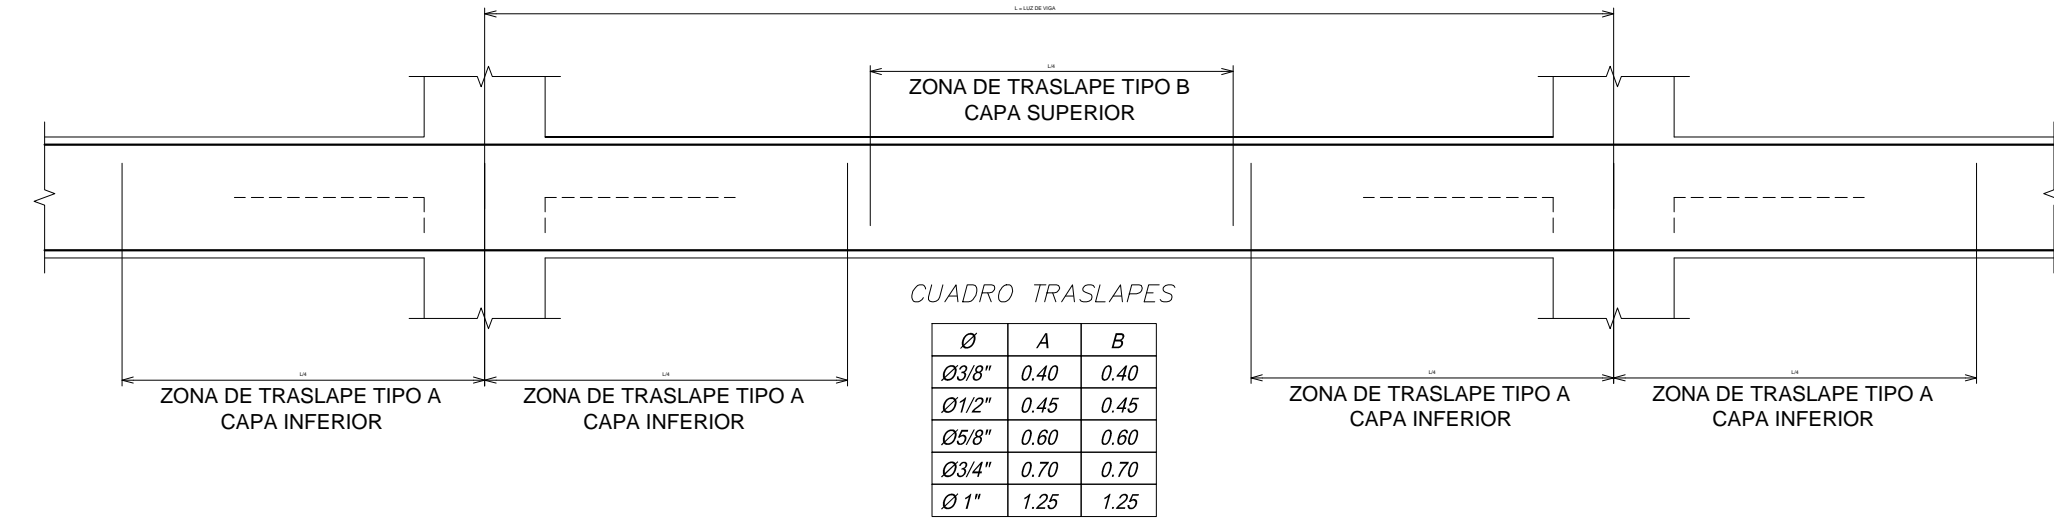 L = LUZ DE VIGA
L/4
ZONA DE TRASLAPE TIPO B
CAPA SUPERIOR
CUADRO TRASLAPES
Ø A B
Ø3/8" 0.40 0.40
Ø1/2" 0.45 0.45
Ø5/8" 0.60 0.60
Ø3/4" 0.70 0.70
Ø 1" 1.25 1.25
L/4
ZONA DE TRASLAPE TIPO A
CAPA INFERIOR
L/4
ZONA DE TRASLAPE TIPO A
CAPA INFERIOR
L/4
ZONA DE TRASLAPE TIPO A
CAPA INFERIOR
L/4
ZONA DE TRASLAPE TIPO A
CAPA INFERIOR